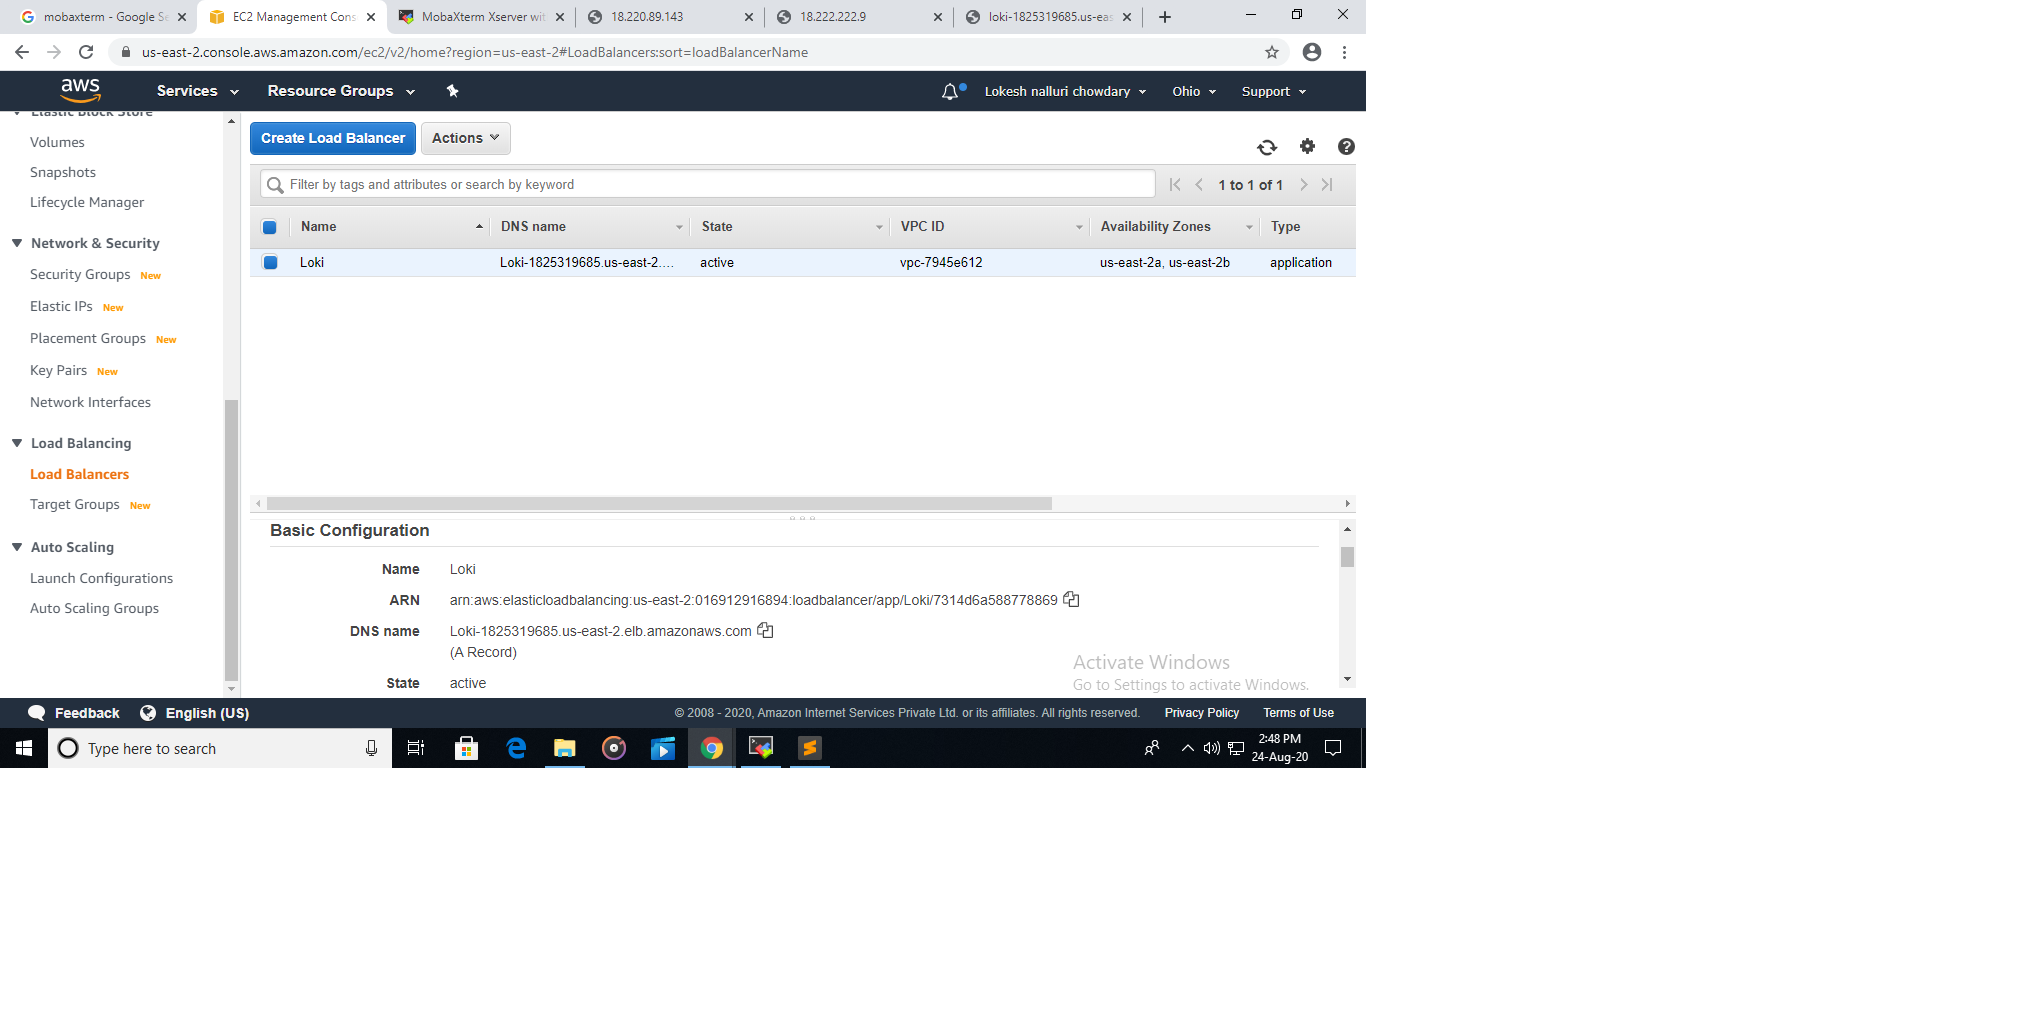 mobaxterm - Google Se
EC2 Management Cons
MobaXterm Xserver wit
18.220.89.143
18.222.222.9
loki-1825319685.us-eas
us-east-2.console.aws.amazon.com/ec2/v2/home?region=us-east-2#LoadBalancers:sort=loadBalancerName
aws
Services
Resource Groups
Lokesh nalluri chowdary
Ohio
Support
Elastic Block Store
Volumes
Snapshots
Lifecycle Manager
Network & Security
Security Groups New
Elastic IPs New
Placement Groups New
Key Pairs New
Network Interfaces
Load Balancing
Load Balancers
Target Groups New
Auto Scaling
Launch Configurations
Auto Scaling Groups
Create Load Balancer
Actions
Filter by tags and attributes or search by keyword
1 to 1 of 1
Name DNS name State VPC ID Availability Zones Type
Loki Loki-1825319685.us-east-2.... active vpc-7945e612 us-east-2a, us-east-2b application
Basic Configuration
Name Loki
ARN arn:aws:elasticloadbalancing:us-east-2:016912916894:loadbalancer/app/Loki/7314d6a588778869
DNS name Loki-1825319685.us-east-2.elb.amazonaws.com
(A Record)
State active
Activate Windows
Go to Settings to activate Windows.
Feedback
English (US)
© 2008 - 2020, Amazon Internet Services Private Ltd. or its affiliates. All rights reserved.
Privacy Policy
Terms of Use
Type here to search
2:48 PM
24-Aug-20